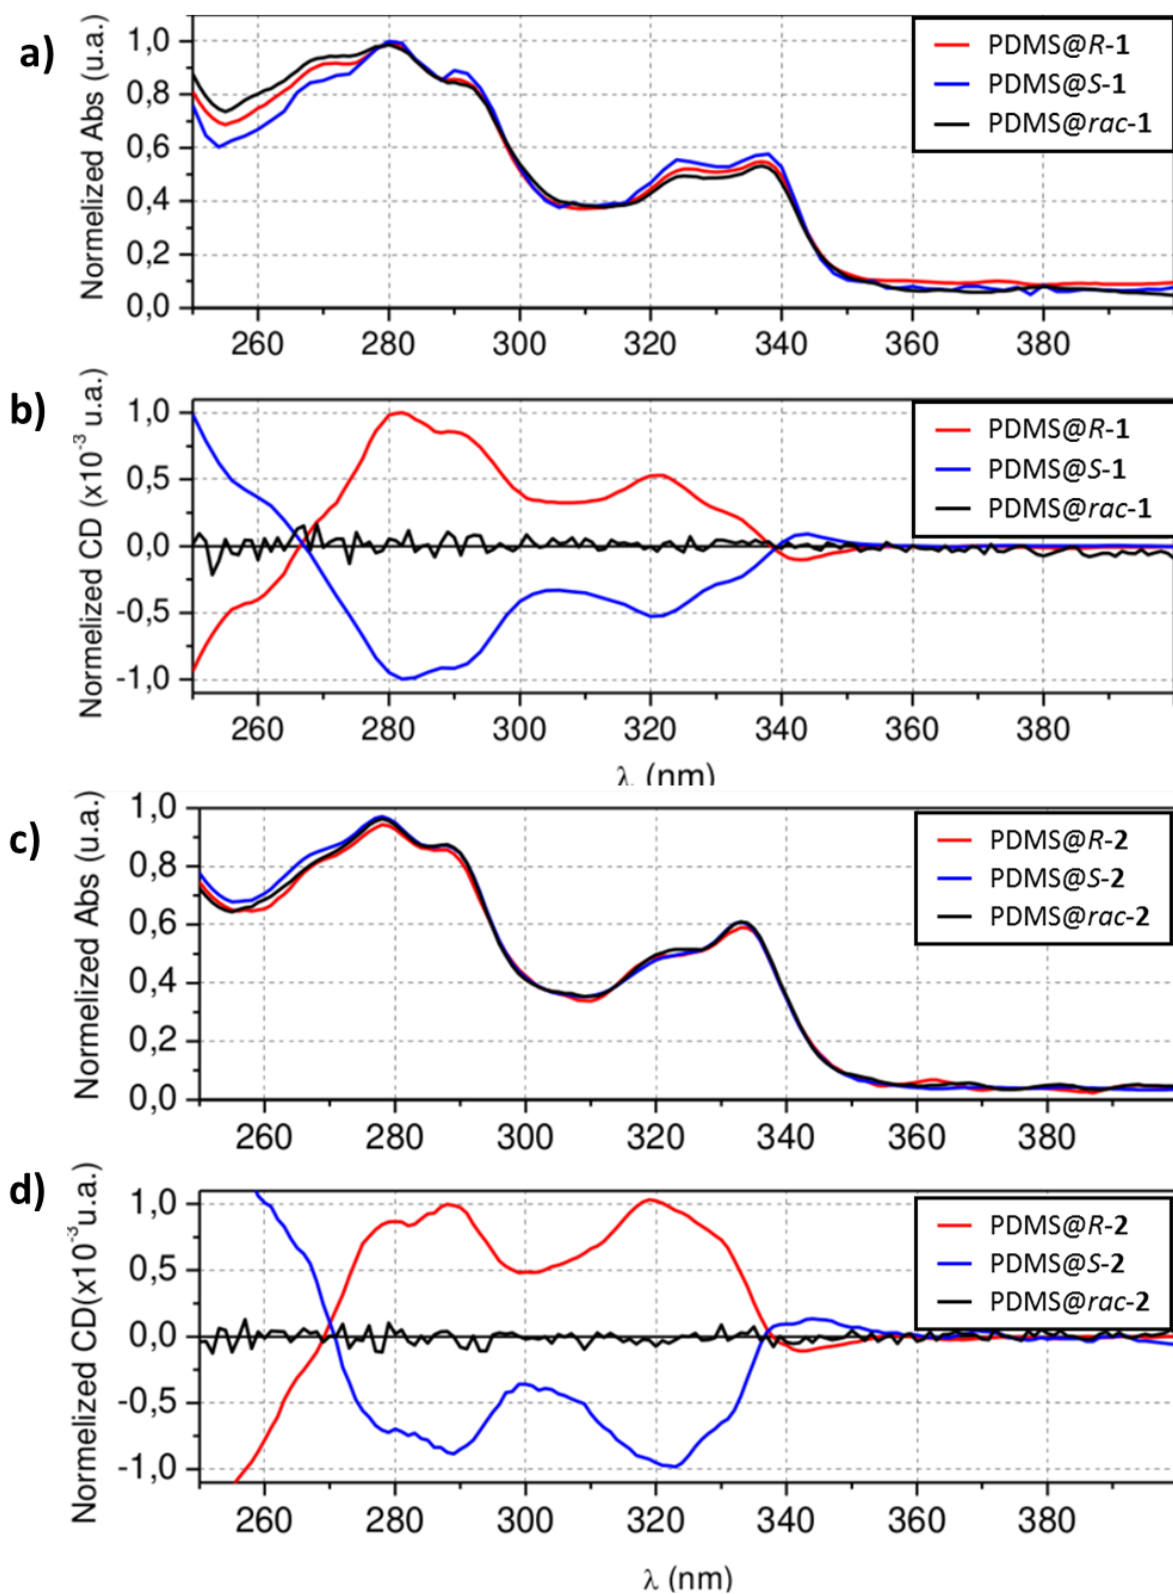 a)
Normelized Abs (u.a.)
1,0
0,8
0,6
0,4
0,2
0,0
PDMS@R-1
PDMS@S-1
PDMS@rac-1
260 280 300 320 340 360 380
b)
Normelized CD (x10⁻³ u.a.)
1,0
0,5
0,0
-0,5
-1,0
PDMS@R-1
PDMS@S-1
PDMS@rac-1
260 280 300 320 340 360 380
λ (nm)
c)
Normelized Abs (u.a.)
1,0
0,8
0,6
0,4
0,2
0,0
PDMS@R-2
PDMS@S-2
PDMS@rac-2
260 280 300 320 340 360 380
d)
Normelized CD(x10⁻³u.a.)
1,0
0,5
0,0
-0,5
-1,0
PDMS@R-2
PDMS@S-2
PDMS@rac-2
260 280 300 320 340 360 380
λ (nm)